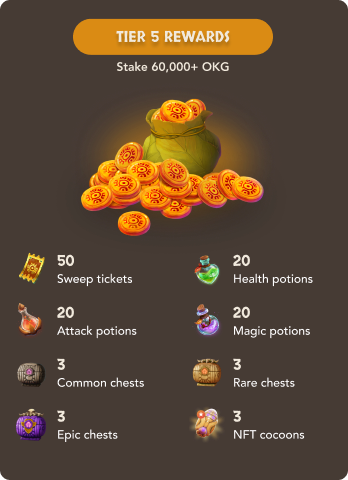 TIER 5 REWARDS
Stake 60,000+ OKG
50
Sweep tickets
20
Health potions
20
Attack potions
20
Magic potions
3
Common chests
3
Rare chests
3
Epic chests
3
NFT cocoons